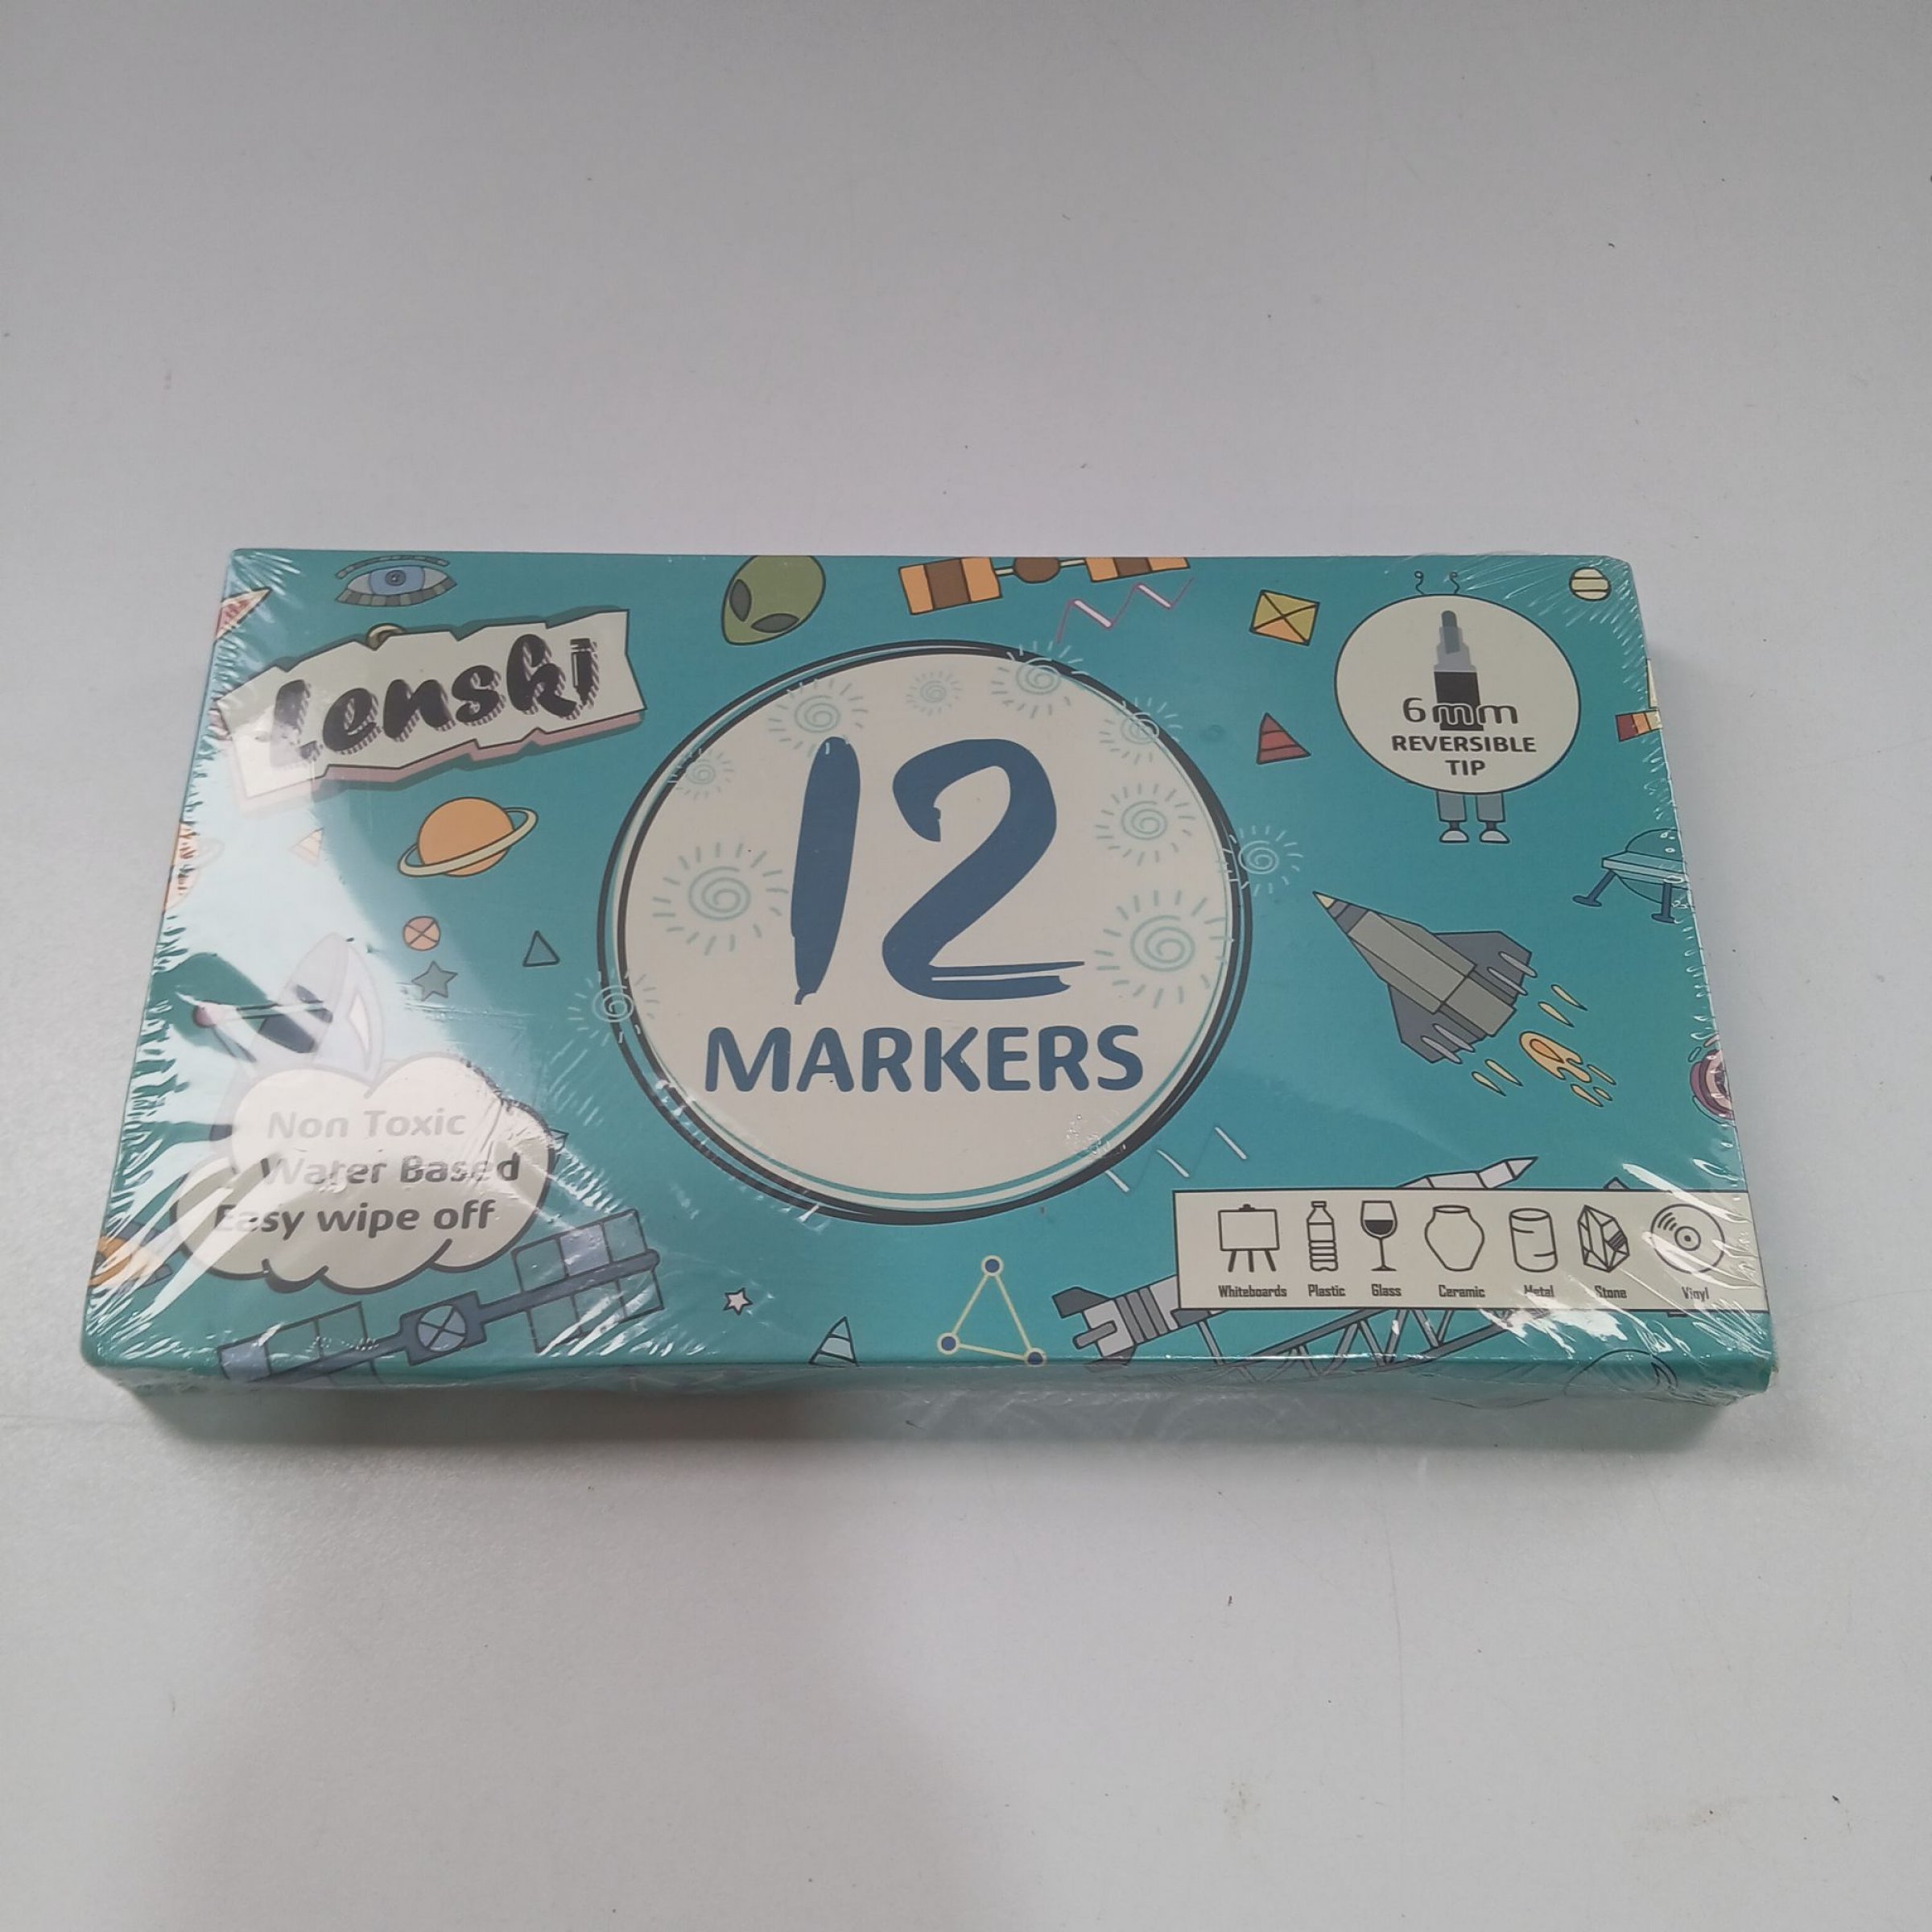 Lenski
6mm
REVERSIBLE
TIP
12
MARKERS
Non Toxic
Water Based
Easy wipe off
Whiteboards Plastic Glass Ceramic Metal Stone Vinyl